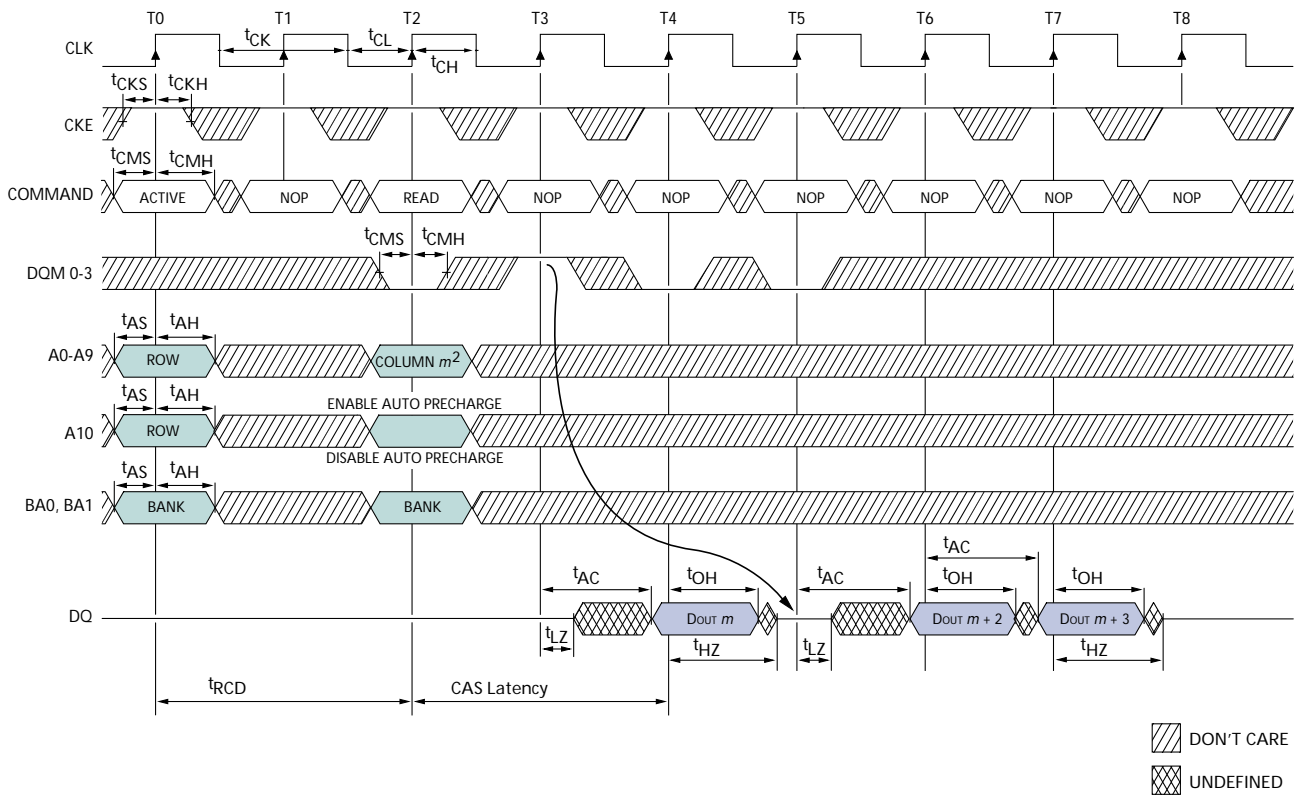 T0 T1 T2 T3 T4 T5 T6 T7 T8
CLK tCK tCL tCH
tCKS tCKH
CKE
tCMS tCMH
COMMAND ACTIVE NOP READ NOP NOP NOP NOP NOP NOP
tCMS tCMH
DQM 0-3
tAS tAH
A0-A9 ROW COLUMN m2
tAS tAH ENABLE AUTO PRECHARGE
A10 ROW
DISABLE AUTO PRECHARGE
tAS tAH
BA0, BA1 BANK BANK
tAC
tAC tOH tAC tOH tOH
DQ DOUT m DOUT m + 2 DOUT m + 3
tLZ tHZ tLZ tHZ
tRCD CAS Latency
DON'T CARE
UNDEFINED